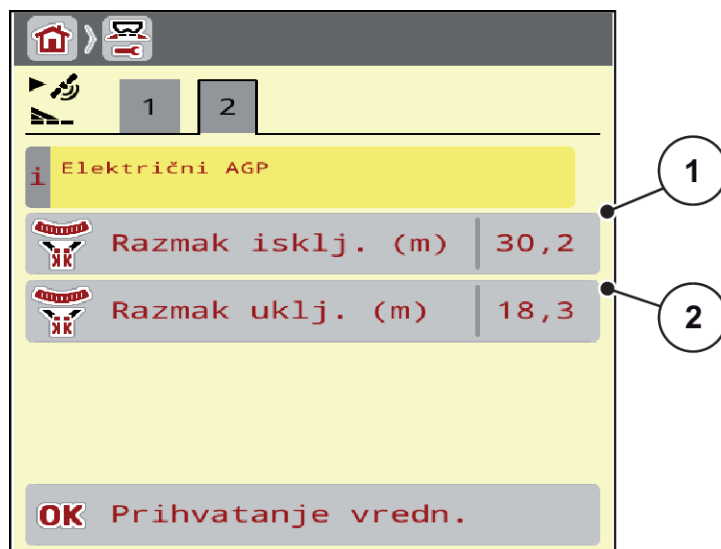 1 2
i Električni AGP
Razmak isklj. (m) 30,2
1
Razmak uklj. (m) 18,3
2
OK Prihvatanje vredn.